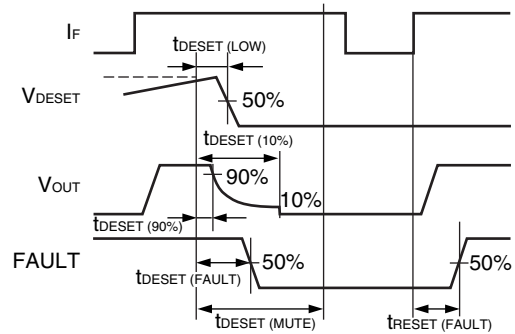 IF
tDESET (LOW)
VDESET
50%
tDESET (10%)
VOUT
90%
10%
tDESET (90%)
FAULT
50%
50%
tDESET (FAULT)
tDESET (MUTE)
tRESET (FAULT)